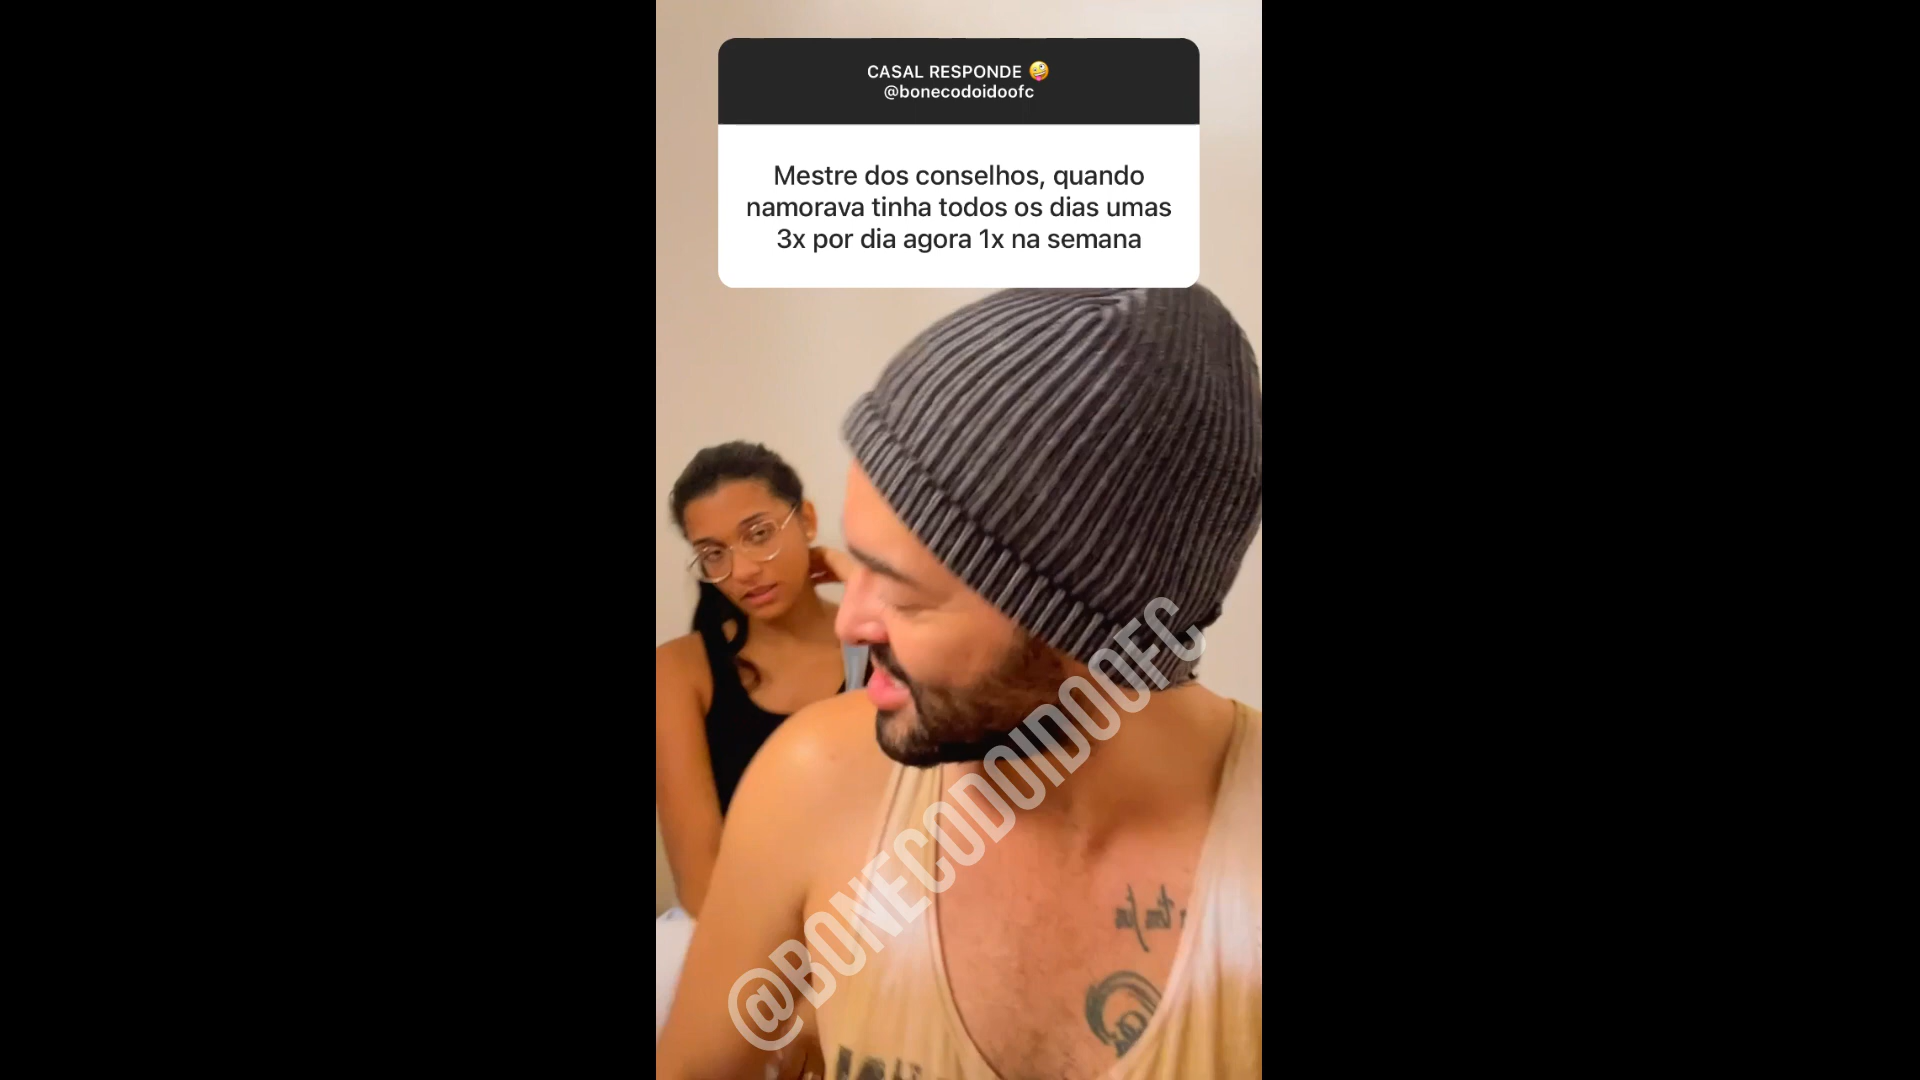 CASAL RESPONDE 🤪
@bonecodoidoofc
Mestre dos conselhos, quando
namorava tinha todos os dias umas
3x por dia agora 1x na semana
@BONECODOIDOOFC